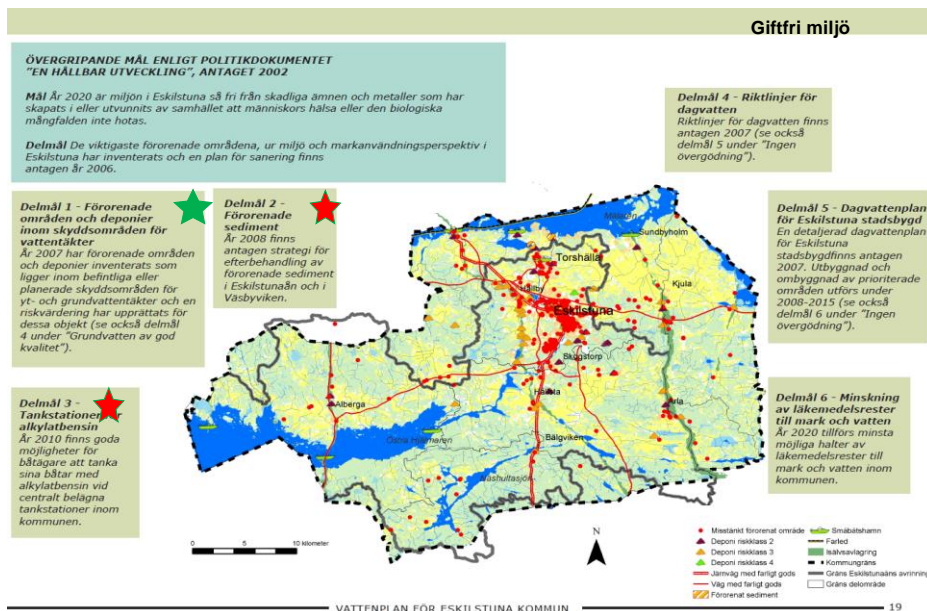 Giftfri miljö
ÖVERGRIPANDE MÅL ENLIGT POLITIKDOKUMENTET
"EN HÅLLBAR UTVECKLING", ANTAGET 2002
Mål År 2020 är miljön i Eskilstuna så fri från skadliga ämnen och metaller som har
skapats i eller utvunnits av samhället att människors hälsa eller den biologiska
mångfalden inte hotas.
Delmål De viktigaste förorenade områdena, ur miljö och markanvändningsperspektiv i
Eskilstuna har inventerats och en plan för sanering finns
antagen år 2006.
Delmål 1 - Förorenade
områden och deponier
inom skyddsområden för
vattentäkter
År 2007 har förorenade områden
och deponier inventerats som
ligger inom befintliga eller
planerade skyddsområden för
yt- och grundvattentäkter och en
riskvärdering har upprättats för
dessa objekt (se också delmål
4 under "Grundvatten av god
kvalitet").
Delmål 2 -
Förorenade
sediment
År 2008 finns
antagen strategi för
efterbehandling av
förorenade sediment
i Eskilstunaån och i
Väsbyviken.
Delmål 3 -
Tankstationer
alkylatbensin
År 2010 finns goda
möjligheter för
båtägare att tanka
sina båtar med
alkylatbensin vid
centralt belägna
tankstationer inom
kommunen.
Delmål 4 - Riktlinjer för
dagvatten
Riktlinjer för dagvatten finns
antagen 2007 (se också
delmål 5 under "Ingen
övergödning").
Delmål 5 - Dagvattenplan
för Eskilstuna stadsbygd
En detaljerad dagvattenplan
för Eskilstuna
stadsbygdfinns antagen
2007. Utbyggnad och
ombyggnad av prioriterade
områden utförs under
2008-2015 (se också
delmål 6 under "Ingen
övergödning").
Delmål 6 - Minskning
av läkemedelsrester
till mark och vatten
År 2020 tillförs minsta
möjliga halter av
läkemedelsrester till
mark och vatten inom
kommunen.
Mälaren
Sundbyholm
Torshälla
Hällby
Kjula
Eskilstuna
Skogstorp
Alberga
Hållsta
Ärla
Östra Hjälmaren
Bälgviken
Näshultasjön
0 5 10 kilometer
N
Misstänkt förorenat område
Deponi riskklass 2
Deponi riskklass 3
Deponi riskklass 4
Järnväg med farligt gods
Väg med farligt gods
Förorenat sediment
Småbåtshamn
Farled
Isälvsavlagring
Kommungräns
Gräns Eskilstunaåns avrinning
Gräns delområde
VATTENPLAN FÖR ESKILSTUNA KOMMUN
19